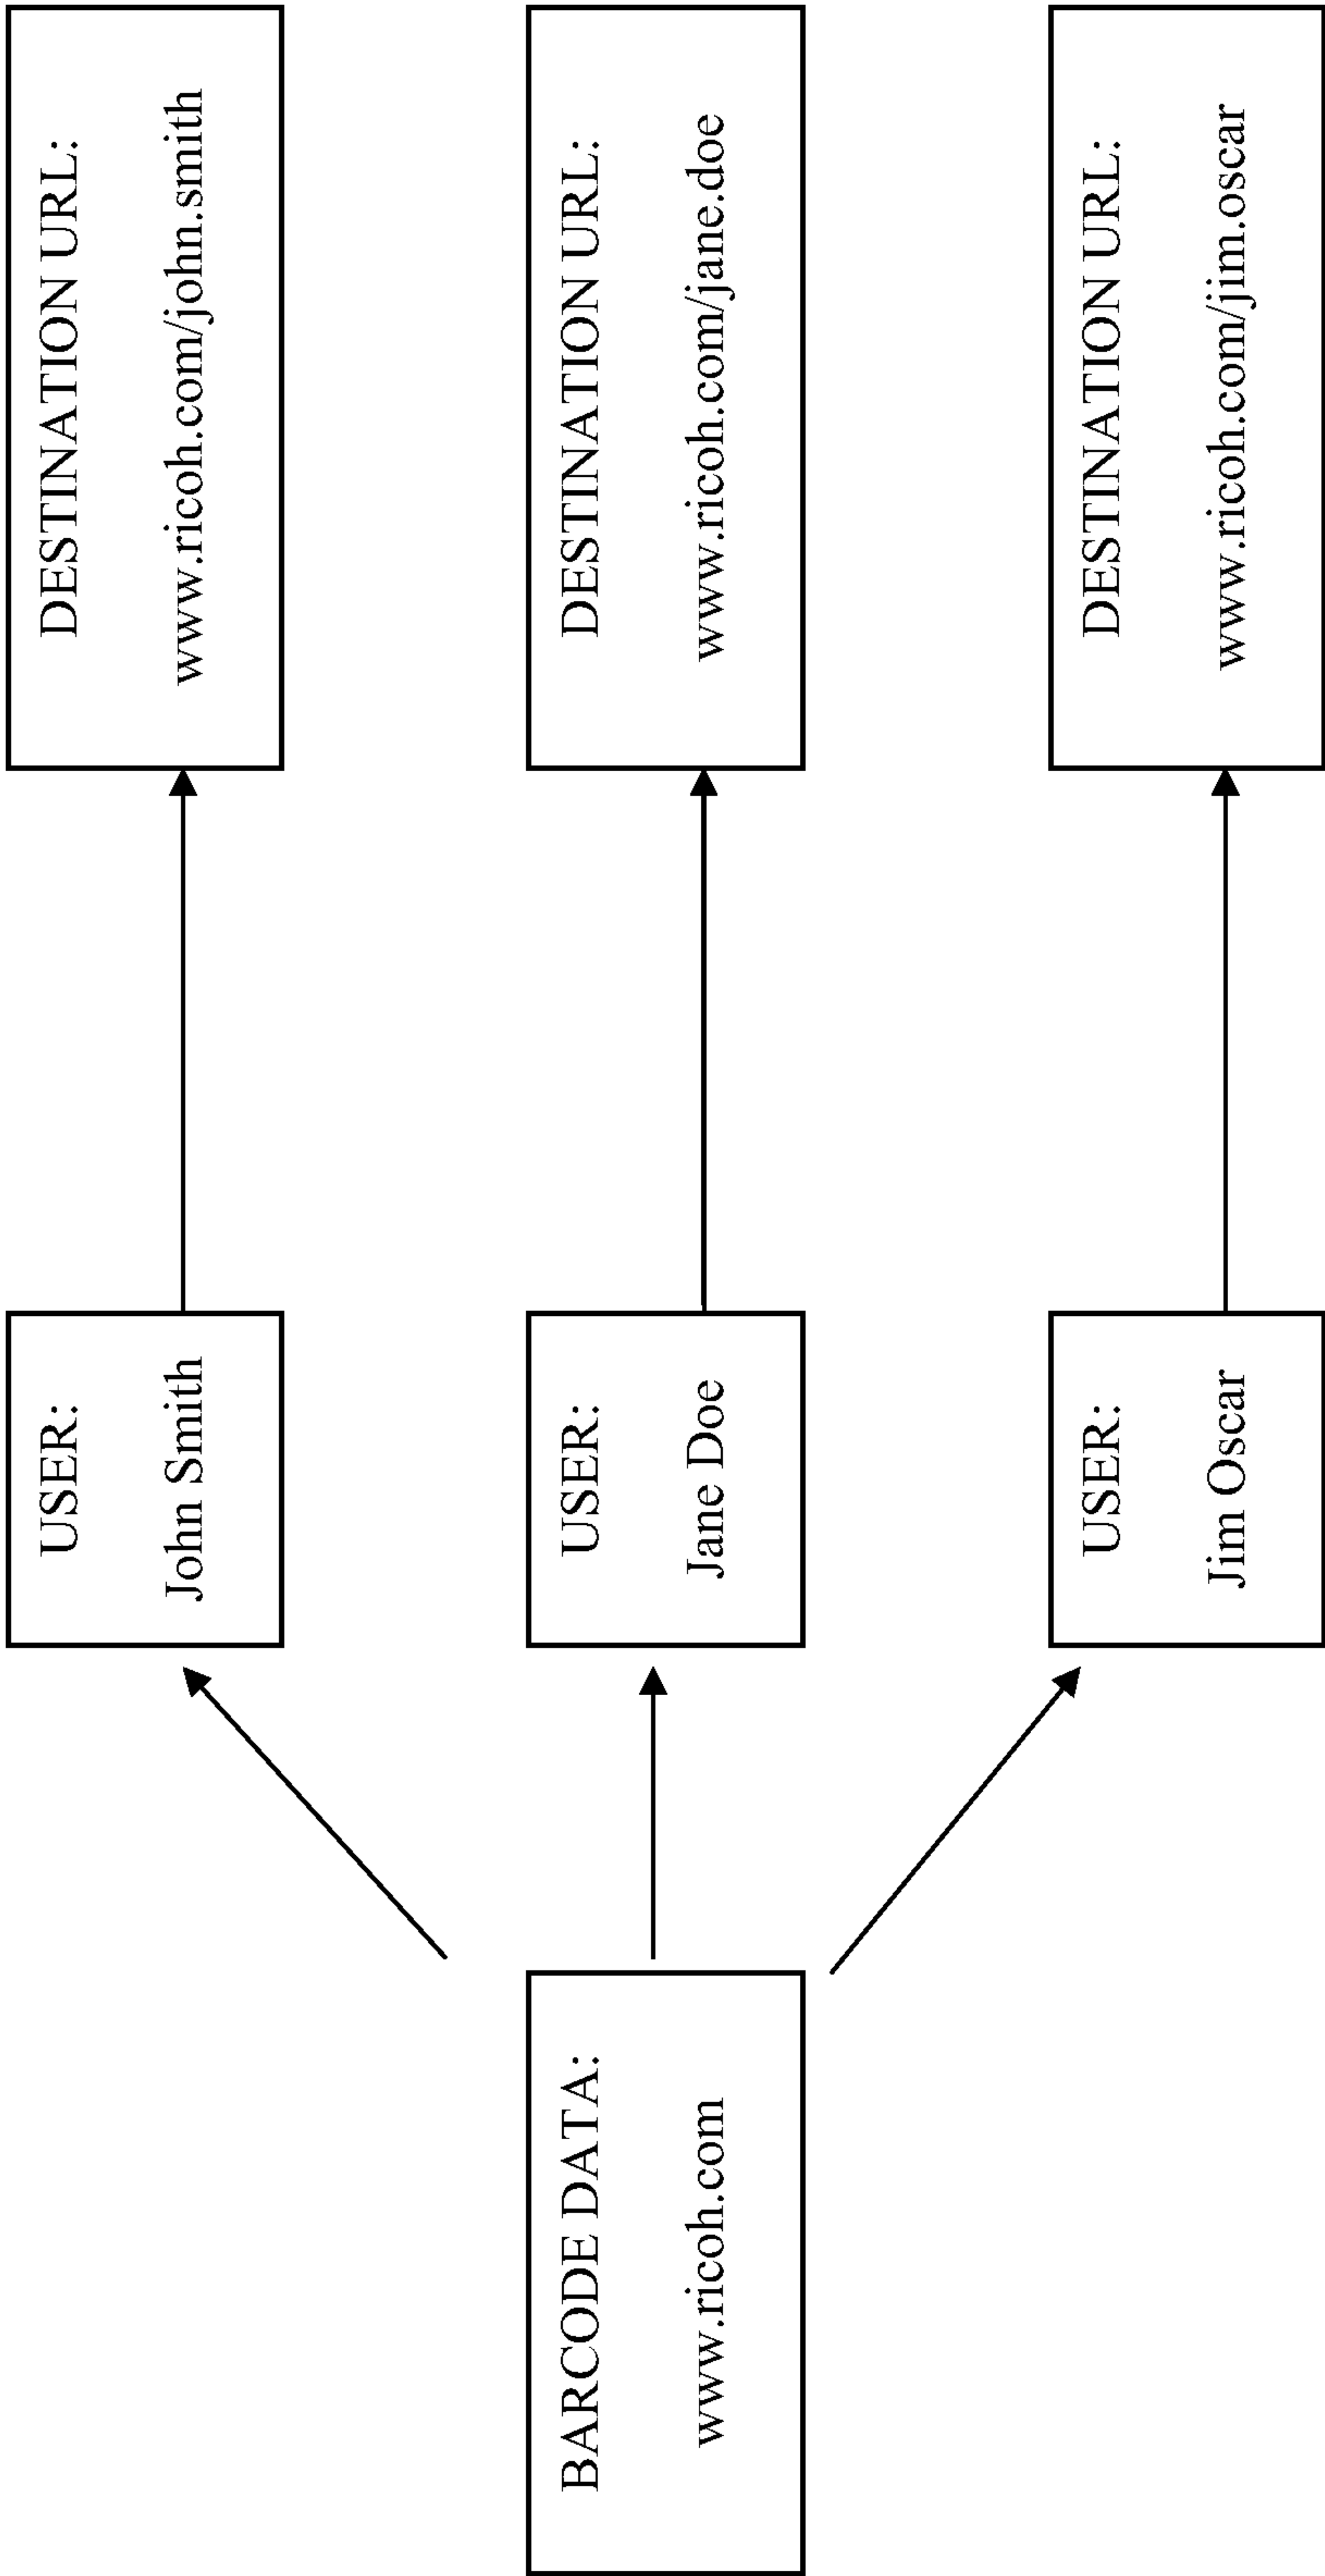 BARCODE DATA:
www.ricoh.com
USER:
John Smith
DESTINATION URL:
www.ricoh.com/john.smith
USER:
Jane Doe
DESTINATION URL:
www.ricoh.com/jane.doe
USER:
Jim Oscar
DESTINATION URL:
www.ricoh.com/jim.oscar